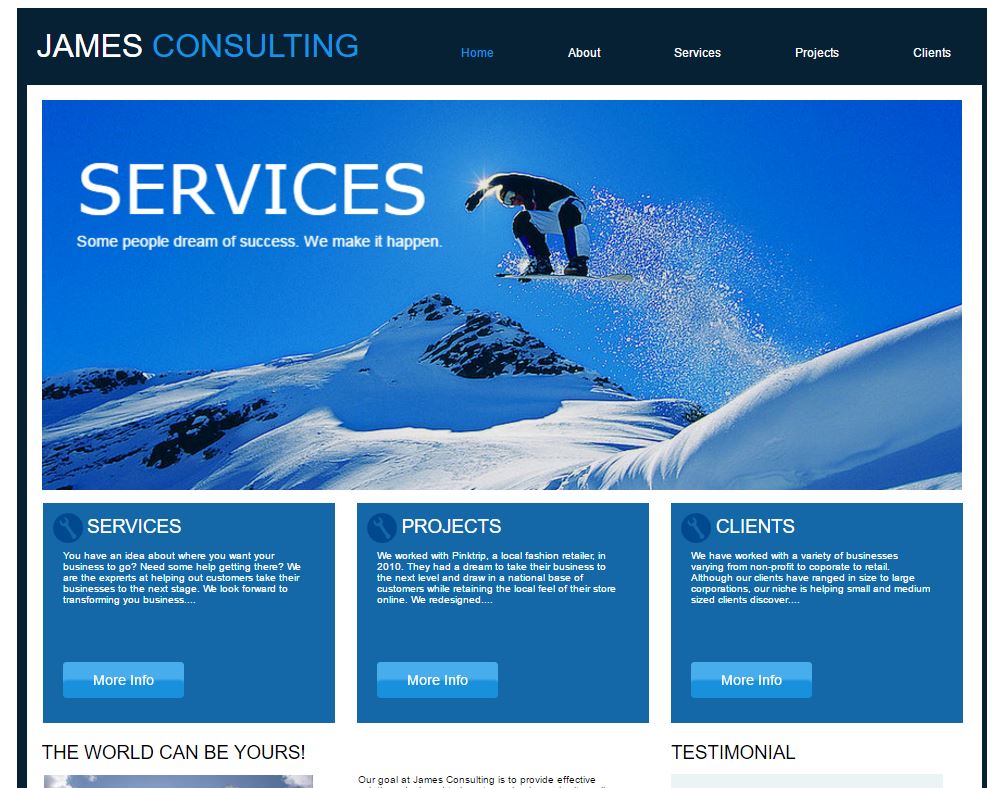 JAMES CONSULTING
Home About Services Projects Clients
SERVICES
Some people dream of success. We make it happen.
SERVICES
You have an idea about where you want your
business to go? Need some help getting there? We
are the exprerts at helping out customers take their
businesses to the next stage. We look forward to
transforming you business....
More Info
PROJECTS
We worked with Pinktrip, a local fashion retailer, in
2010. They had a dream to take their business to
the next level and draw in a national base of
customers while retaining the local feel of their store
online. We redesigned....
More Info
CLIENTS
We have worked with a variety of businesses
varying from non-profit to coporate to retail.
Although our clients have ranged in size to large
corporations, our niche is helping small and medium
sized clients discover....
More Info
THE WORLD CAN BE YOURS!
Our goal at James Consulting is to provide effective
TESTIMONIAL